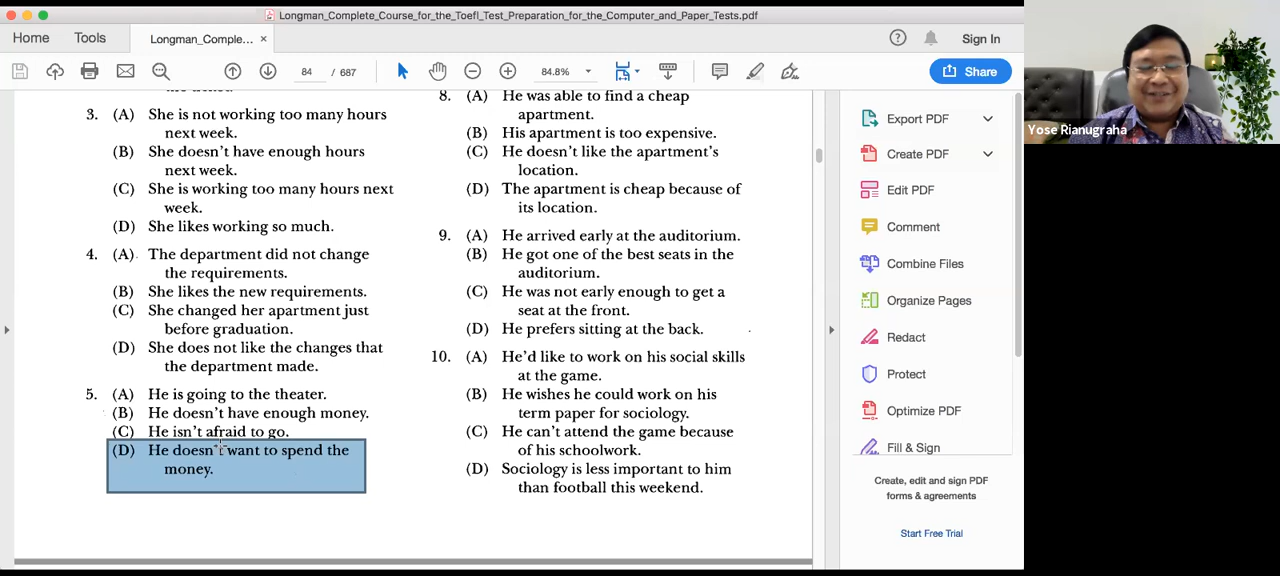 Longman_Complete_Course_for_the_Toefl_Test_Preparation_for_the_Computer_and_Paper_Tests.pdf
Home
Tools
Longman_Comple...
×
Sign In
84
/ 687
84.8%
Share
3. (A) She is not working too many hours
next week.
(B) She doesn't have enough hours
next week.
(C) She is working too many hours next
week.
(D) She likes working so much.
4. (A) The department did not change
the requirements.
(B) She likes the new requirements.
(C) She changed her apartment just
before graduation.
(D) She does not like the changes that
the department made.
5. (A) He is going to the theater.
(B) He doesn't have enough money.
(C) He isn't afraid to go.
(D) He doesn't want to spend the
money.
8. (A) He was able to find a cheap
apartment.
(B) His apartment is too expensive.
(C) He doesn't like the apartment's
location.
(D) The apartment is cheap because of
its location.
9. (A) He arrived early at the auditorium.
(B) He got one of the best seats in the
auditorium.
(C) He was not early enough to get a
seat at the front.
(D) He prefers sitting at the back.
10. (A) He'd like to work on his social skills
at the game.
(B) He wishes he could work on his
term paper for sociology.
(C) He can't attend the game because
of his schoolwork.
(D) Sociology is less important to him
than football this weekend.
Export PDF
Create PDF
Edit PDF
Comment
Combine Files
Organize Pages
Redact
Protect
Optimize PDF
Fill & Sign
Create, edit and sign PDF
forms & agreements
Start Free Trial
Yose Rianugraha